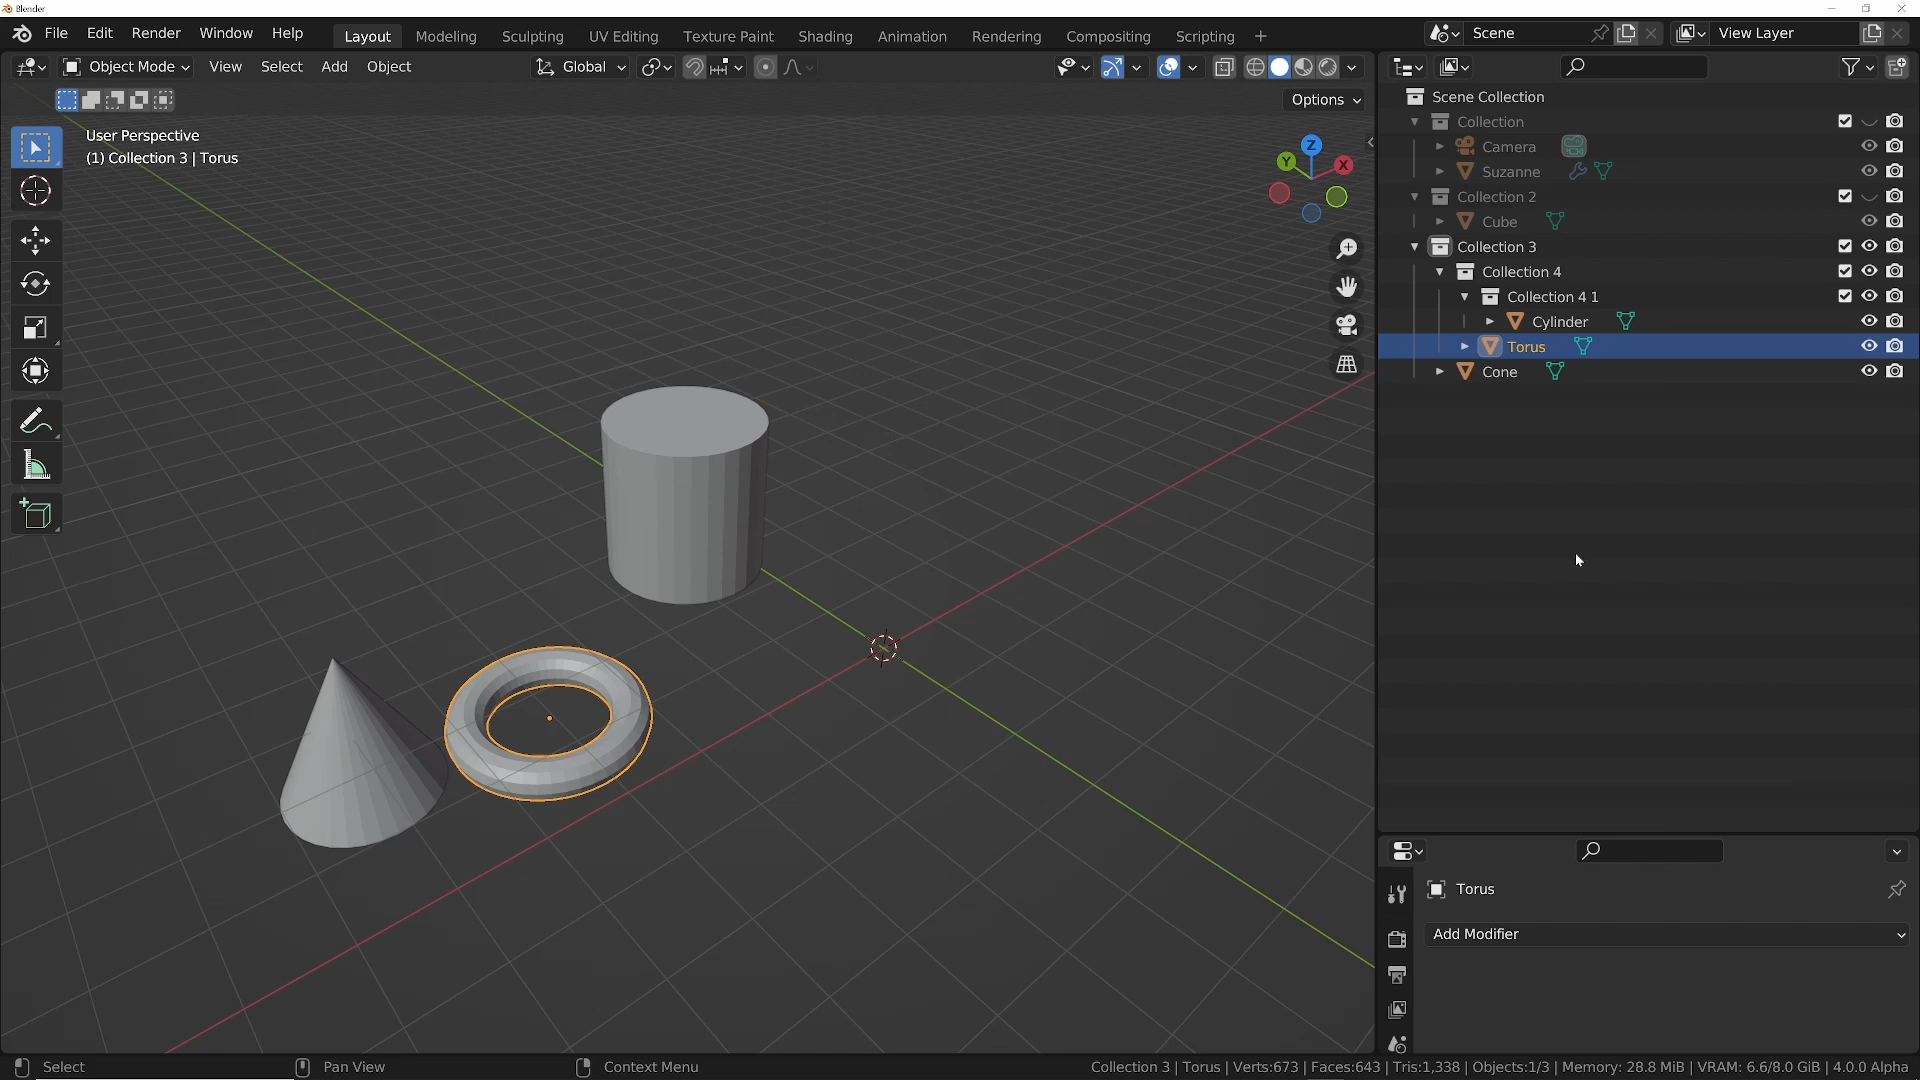 Blender
File Edit Render Window Help Layout Modeling Sculpting UV Editing Texture Paint Shading Animation Rendering Compositing Scripting + Scene View Layer
Object Mode View Select Add Object Global
Options
User Perspective
(1) Collection 3 | Torus
Z
Y
X
Scene Collection
Collection
Camera
Suzanne
Collection 2
Cube
Collection 3
Collection 4
Collection 4 1
Cylinder
Torus
Cone
Torus
Add Modifier
Select Pan View Context Menu Collection 3 | Torus | Verts:673 | Faces:643 | Tris:1,338 | Objects:1/3 | Memory: 28.8 MiB | VRAM: 6.6/8.0 GiB | 4.0.0 Alpha